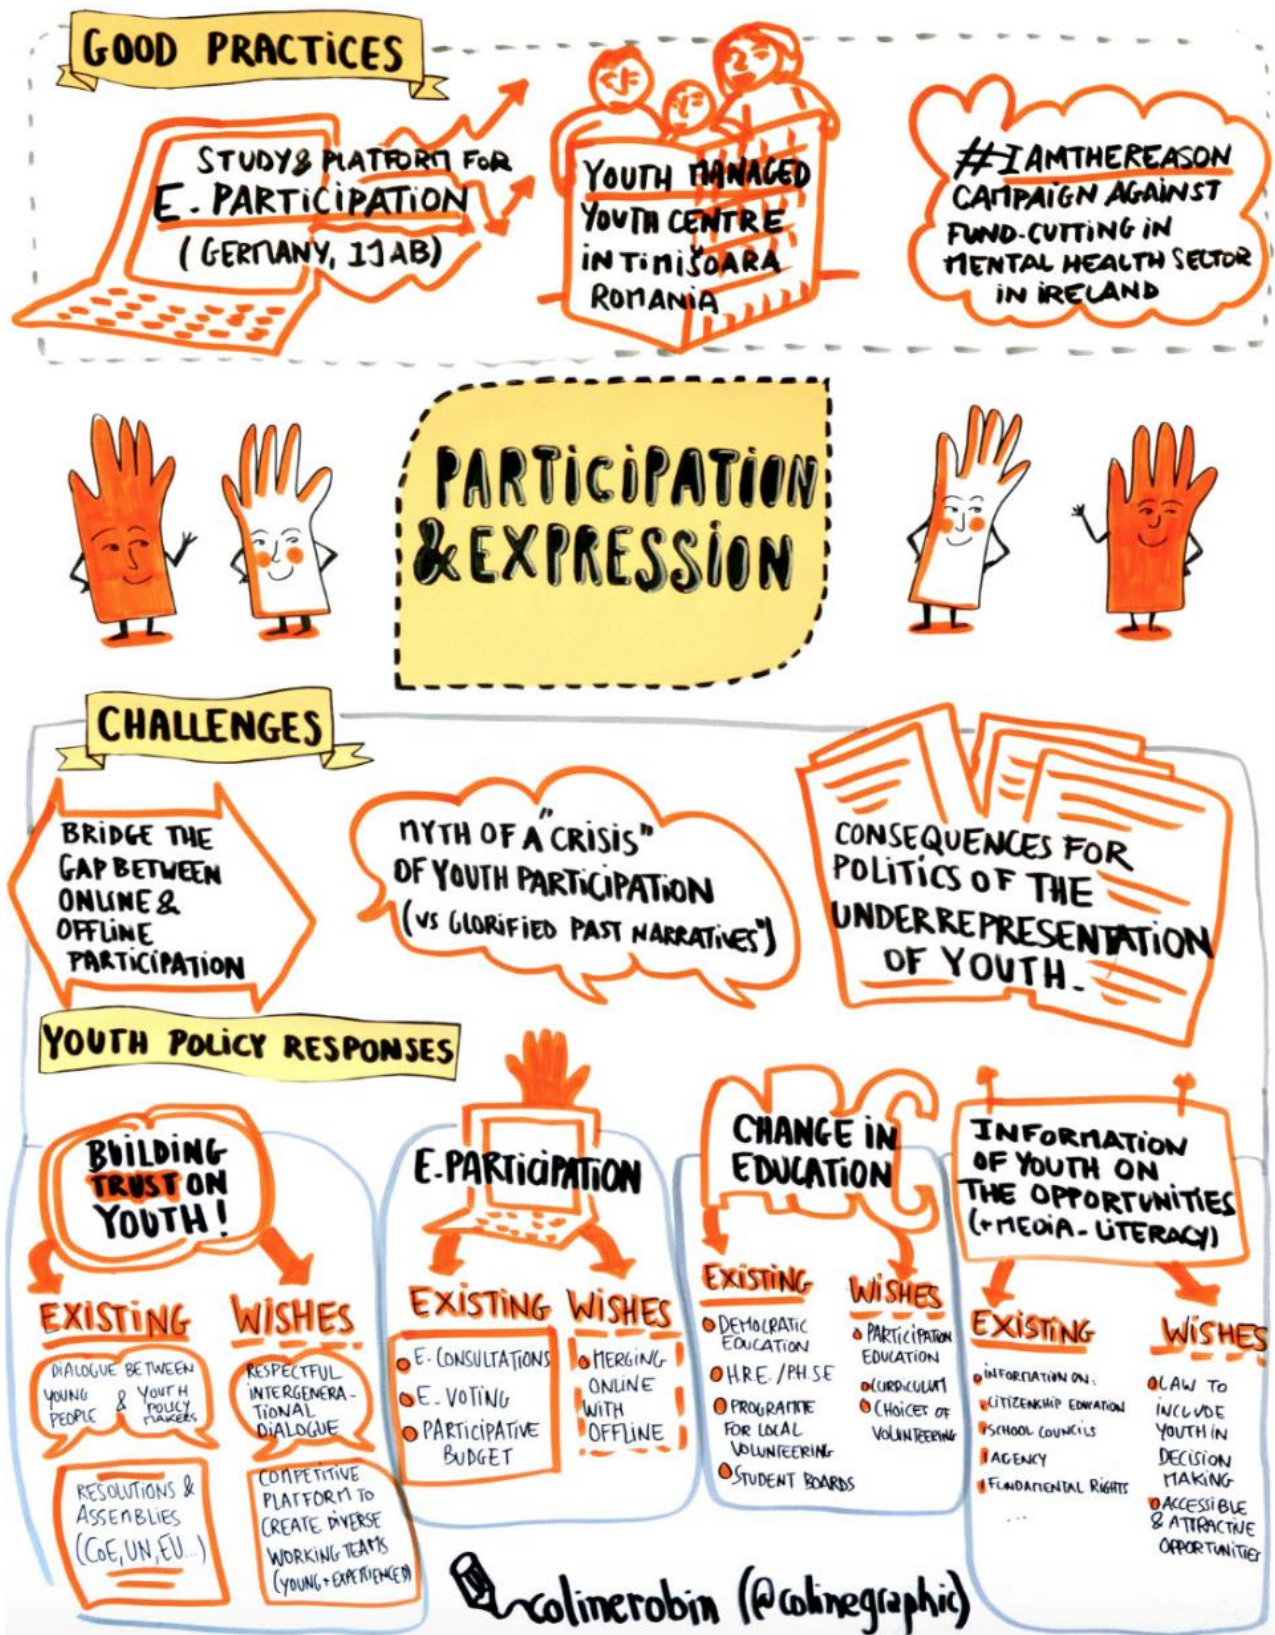 GOOD PRACTICES
STUDY & PLATFORM FOR
E-PARTICIPATION
(GERMANY, IJAB)
YOUTH MANAGED
YOUTH CENTRE
IN TIMIȘOARA
ROMANIA
#IAMTHEREASON
CAMPAIGN AGAINST
FUND-CUTTING IN
MENTAL HEALTH SECTOR
IN IRELAND
PARTICIPATION
& EXPRESSION
CHALLENGES
BRIDGE THE
GAP BETWEEN
ONLINE &
OFFLINE
PARTICIPATION
MYTH OF A "CRISIS"
OF YOUTH PARTICIPATION
(VS GLORIFIED PAST NARRATIVES")
CONSEQUENCES FOR
POLITICS OF THE
UNDERREPRESENTATION
OF YOUTH.
YOUTH POLICY RESPONSES
BUILDING
TRUST ON
YOUTH!
EXISTING
DIALOGUE BETWEEN
YOUNG & YOUTH
PEOPLE POLICY
MAKERS
RESOLUTIONS &
ASSEMBLIES
(CoE, UN, EU...)
WISHES
RESPECTFUL
INTERGENERA-
TIONAL
DIALOGUE
COMPETITIVE
PLATFORM TO
CREATE DIVERSE
WORKING TEAMS
(YOUNG + EXPERIENCED)
E-PARTICIPATION
EXISTING
E-CONSULTATIONS
E-VOTING
PARTICIPATIVE
BUDGET
WISHES
MERGING
ONLINE
WITH
OFFLINE
CHANGE IN
EDUCATION
EXISTING
DEMOCRATIC
EDUCATION
H.R.E./PH.SE
PROGRAMME
FOR LOCAL
VOLUNTEERING
STUDENT BOARDS
WISHES
PARTICIPATION
EDUCATION
CURRICULUM
CHOICES OF
VOLUNTEERING
INFORMATION
OF YOUTH ON
THE OPPORTUNITIES
(+MEDIA-LITERACY)
EXISTING
INFORMATION ON:
CITIZENSHIP EDUCATION
SCHOOL COUNCILS
AGENCY
FUNDAMENTAL RIGHTS
...
WISHES
LAW TO
INCLUDE
YOUTH IN
DECISION
MAKING
ACCESSIBLE
& ATTRACTIVE
OPPORTUNITIES
colinerobin (@colinegraphic)